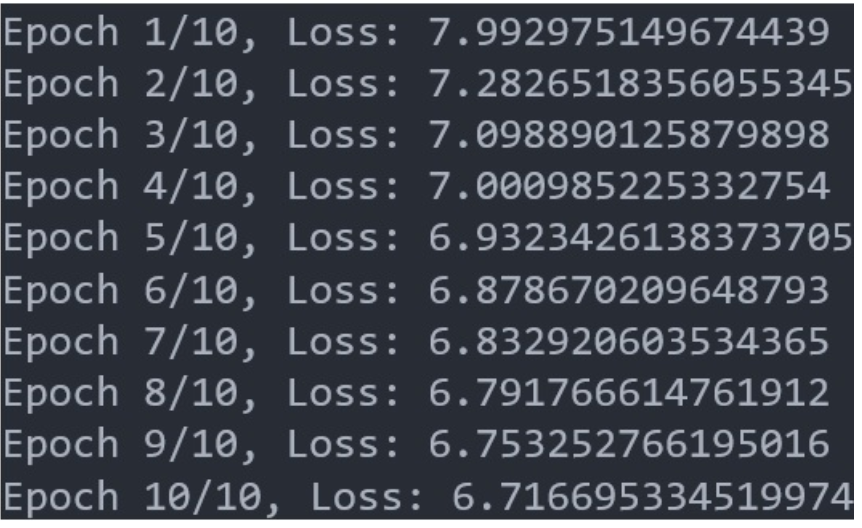 Epoch 1/10, Loss: 7.992975149674439
Epoch 2/10, Loss: 7.2826518356055345
Epoch 3/10, Loss: 7.098890125879898
Epoch 4/10, Loss: 7.000985225332754
Epoch 5/10, Loss: 6.9323426138373705
Epoch 6/10, Loss: 6.878670209648793
Epoch 7/10, Loss: 6.832920603534365
Epoch 8/10, Loss: 6.791766614761912
Epoch 9/10, Loss: 6.753252766195016
Epoch 10/10, Loss: 6.716695334519974